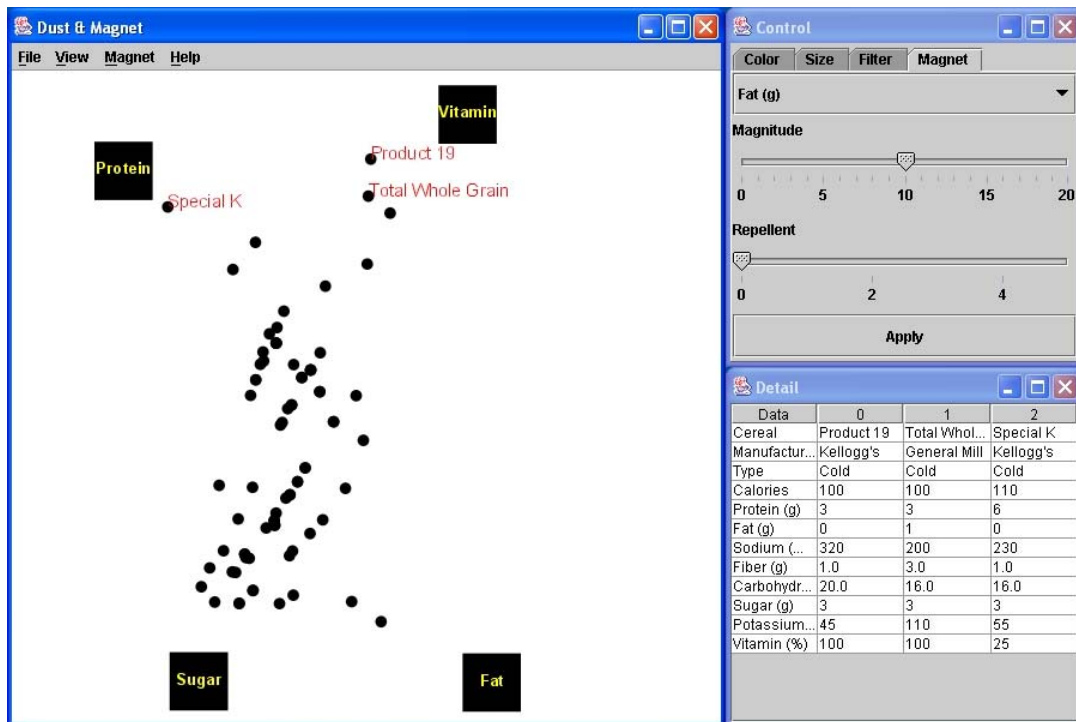 Dust & Magnet
File View Magnet Help
Vitamin
Protein
Product 19
Total Whole Grain
Special K
Sugar
Fat
Control
Color Size Filter Magnet
Fat (g)
Magnitude
0 5 10 15 20
Repellent
0 2 4
Apply
Detail
Data 0 1 2
Cereal Product 19 Total Whol... Special K
Manufactur... Kellogg's General Mill Kellogg's
Type Cold Cold Cold
Calories 100 100 110
Protein (g) 3 3 6
Fat (g) 0 1 0
Sodium (... 320 200 230
Fiber (g) 1.0 3.0 1.0
Carbohydr... 20.0 16.0 16.0
Sugar (g) 3 3 3
Potassium... 45 110 55
Vitamin (%) 100 100 25